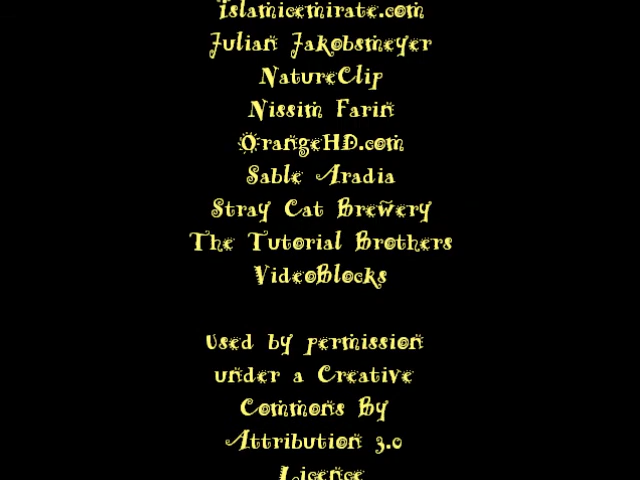 Islamicemirate.com
Julian Jakobsmeyer
NatureClip
Nissim Farin
OrangeHD.com
Sable Aradia
Stray Cat Brewery
The Tutorial Brothers
VideoBlocks
Used by permission
under a Creative
Commons By
Attribution 3.0
Licence